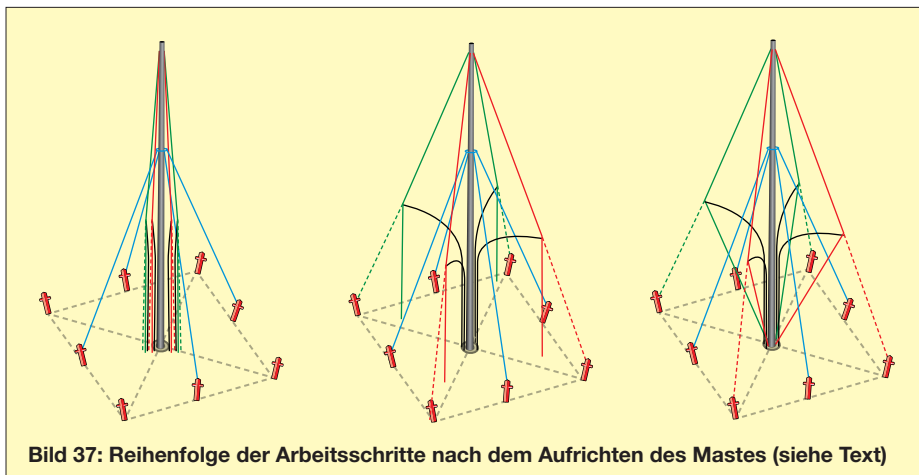 Bild 37: Reihenfolge der Arbeitsschritte nach dem Aufrichten des Mastes (siehe Text)